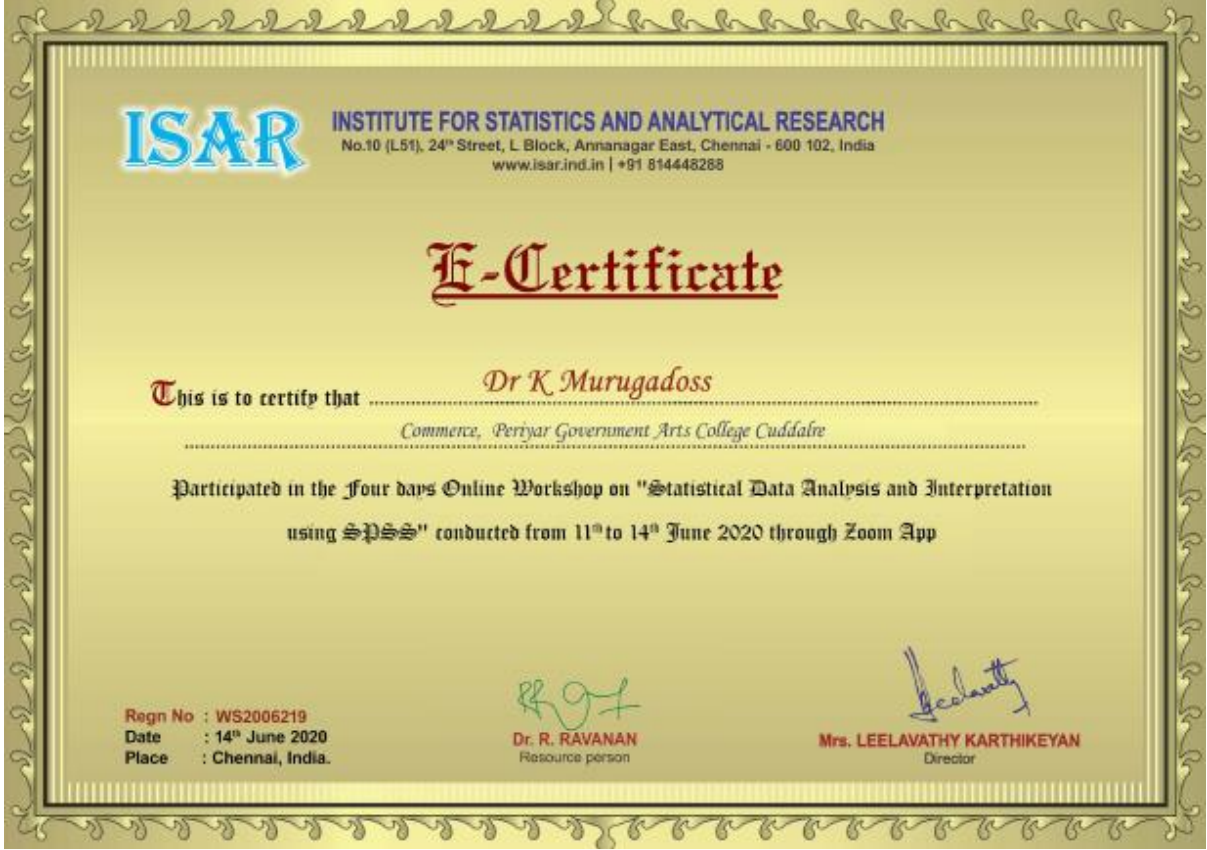 ISAR
INSTITUTE FOR STATISTICS AND ANALYTICAL RESEARCH
No.10 (L51), 24th Street, L Block, Annanagar East, Chennai - 600 102, India
www.isar.ind.in | +91 814448288
E-Certificate
This is to certify that Dr K Murugadoss
Commerce, Periyar Government Arts College Cuddalre
Participated in the Four days Online Workshop on "Statistical Data Analysis and Interpretation
using SPSS" conducted from 11th to 14th June 2020 through Zoom App
Regn No : WS2006219
Date : 14th June 2020
Place : Chennai, India.
Dr. R. RAVANAN
Resource person
Leelavathy
Mrs. LEELAVATHY KARTHIKEYAN
Director